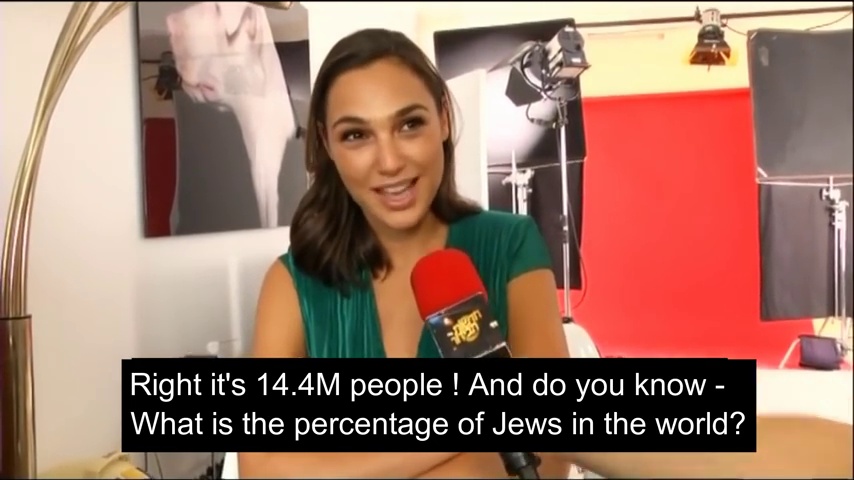 Right it's 14.4M people ! And do you know -
What is the percentage of Jews in the world?